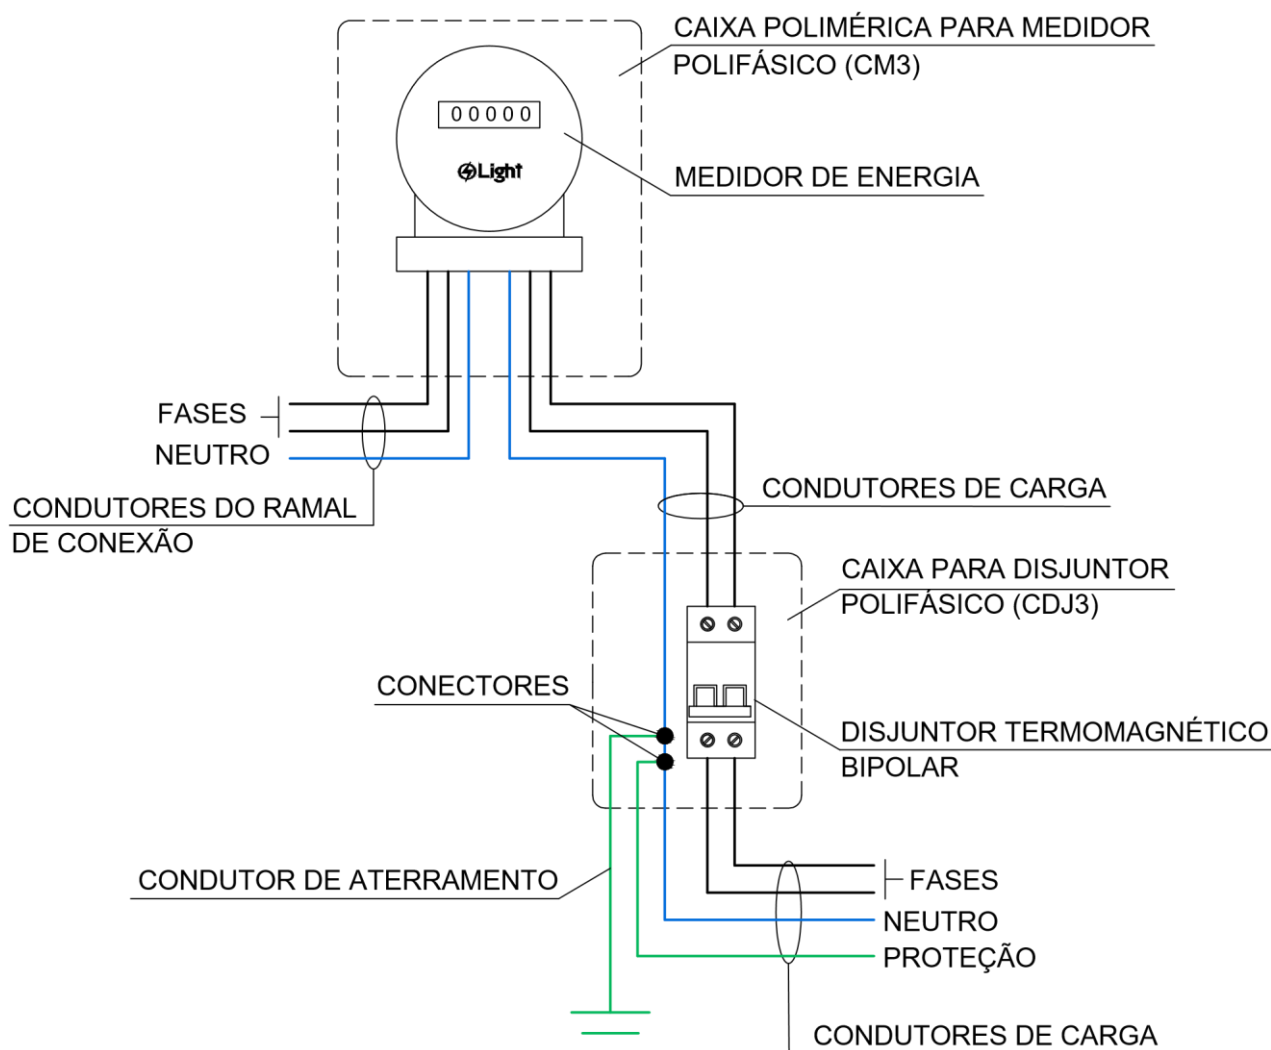 CAIXA POLIMÉRICA PARA MEDIDOR
POLIFÁSICO (CM3)
00000
Light
MEDIDOR DE ENERGIA
FASES
NEUTRO
CONDUTORES DO RAMAL
DE CONEXÃO
CONDUTORES DE CARGA
CAIXA PARA DISJUNTOR
POLIFÁSICO (CDJ3)
CONECTORES
DISJUNTOR TERMOMAGNÉTICO
BIPOLAR
CONDUTOR DE ATERRAMENTO
FASES
NEUTRO
PROTEÇÃO
CONDUTORES DE CARGA